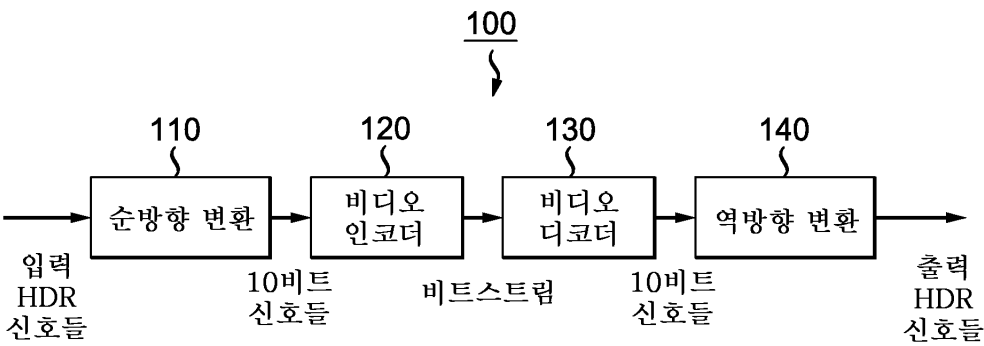 100
110
120
130
140
순방향 변환
비디오
인코더
비디오
디코더
역방향 변환
입력
HDR
신호들
10비트
신호들
비트스트림
10비트
신호들
출력
HDR
신호들